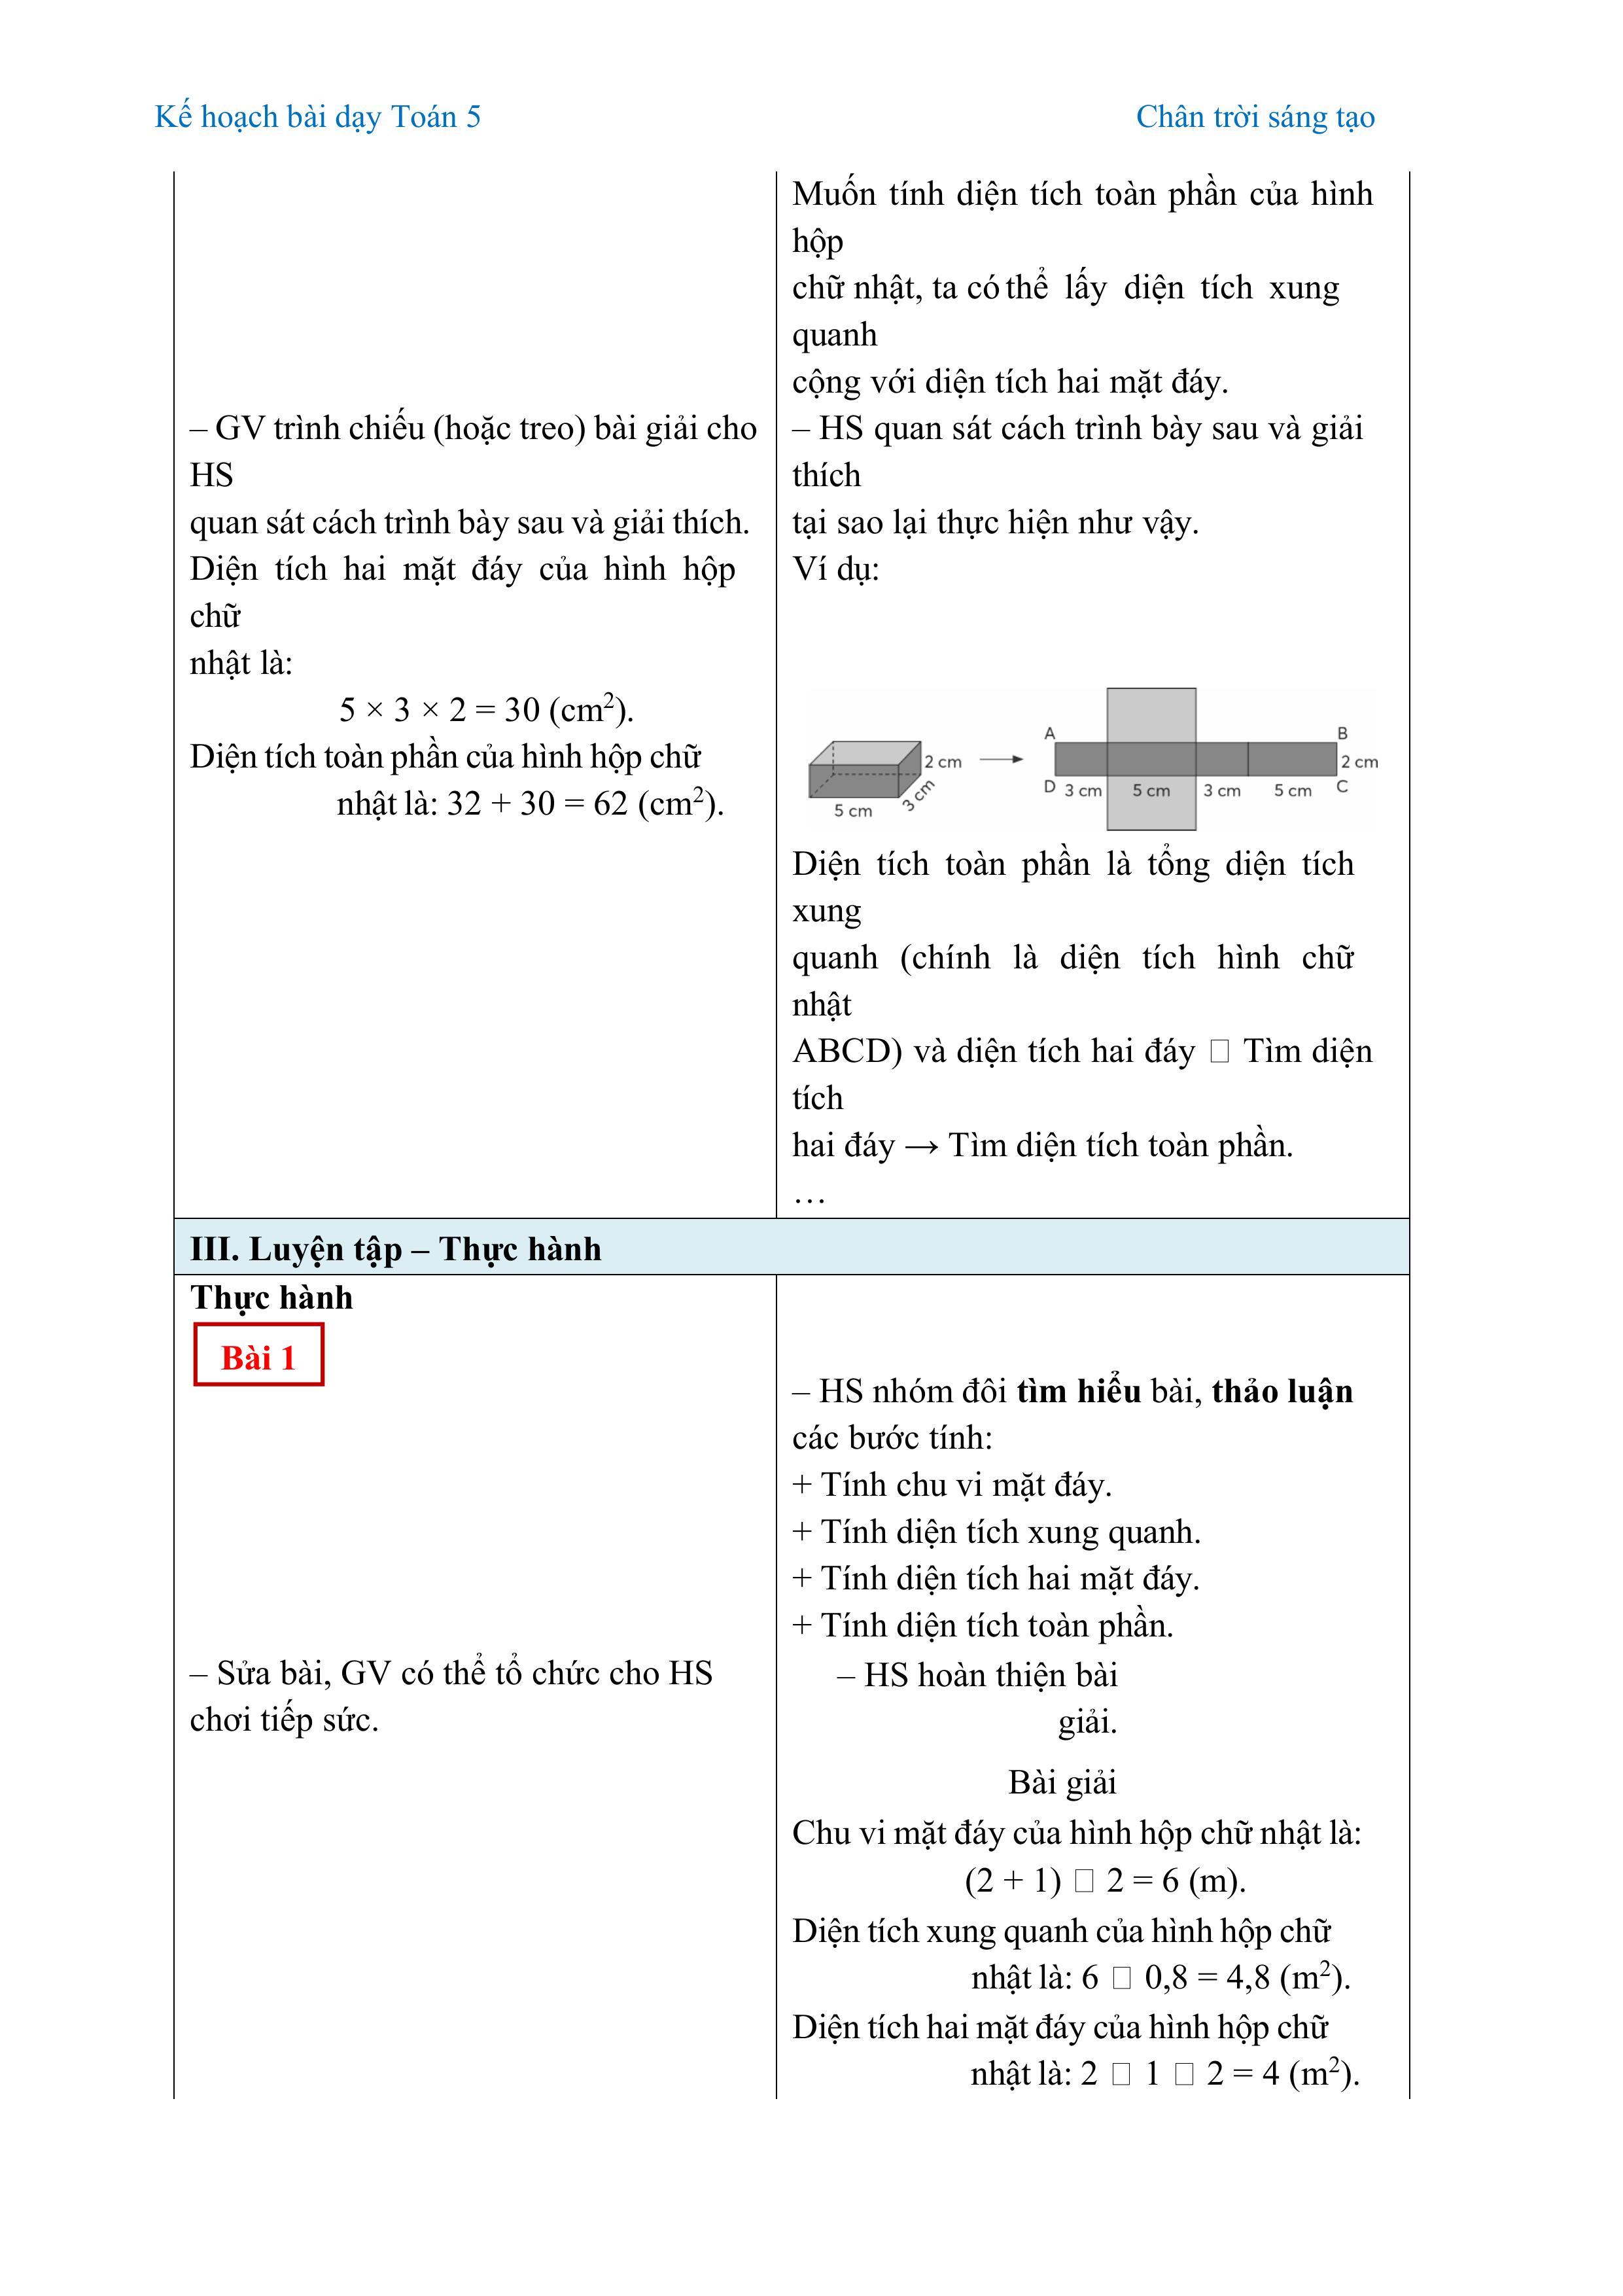 Kế hoạch bài dạy Toán 5
Chân trời sáng tạo
Muốn tính diện tích toàn phần của hình
hộp
chữ nhật, ta có thể lấy diện tích xung
quanh
cộng với diện tích hai mặt đáy.
– GV trình chiếu (hoặc treo) bài giải cho
HS
quan sát cách trình bày sau và giải thích.
Diện tích hai mặt đáy của hình hộp
chữ
nhật là:
5 × 3 × 2 = 30 (cm²).
Diện tích toàn phần của hình hộp chữ
nhật là: 32 + 30 = 62 (cm²).
– HS quan sát cách trình bày sau và giải
thích
tại sao lại thực hiện như vậy.
Ví dụ:
2 cm
3 cm
5 cm
A
B
2 cm
D 3 cm 5 cm 3 cm 5 cm C
Diện tích toàn phần là tổng diện tích
xung
quanh (chính là diện tích hình chữ
nhật
ABCD) và diện tích hai đáy □ Tìm diện
tích
hai đáy → Tìm diện tích toàn phần.
…
III. Luyện tập – Thực hành
Thực hành
Bài 1
– Sửa bài, GV có thể tổ chức cho HS
chơi tiếp sức.
– HS nhóm đôi tìm hiểu bài, thảo luận
các bước tính:
+ Tính chu vi mặt đáy.
+ Tính diện tích xung quanh.
+ Tính diện tích hai mặt đáy.
+ Tính diện tích toàn phần.
– HS hoàn thiện bài
giải.
Bài giải
Chu vi mặt đáy của hình hộp chữ nhật là:
(2 + 1) □ 2 = 6 (m).
Diện tích xung quanh của hình hộp chữ
nhật là: 6 □ 0,8 = 4,8 (m²).
Diện tích hai mặt đáy của hình hộp chữ
nhật là: 2 □ 1 □ 2 = 4 (m²).